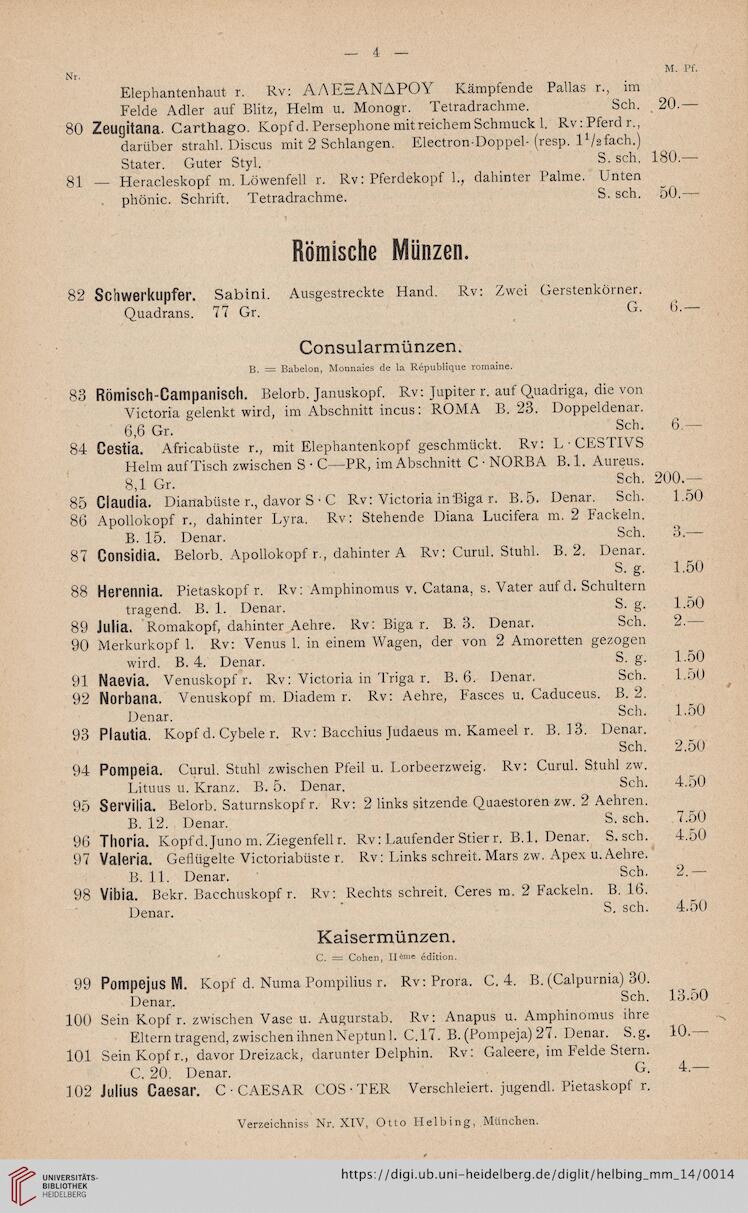 — 4 —
Nr. M. Pf.
Elephantenhaut r. Rv: ΑΛΕΞΑΝΔΡΟΥ Kämpfende Pallas r., im
Felde Adler auf Blitz, Helm u. Monogr. Tetradrachme. Sch. 20.—
80 Zeugitana. Carthago. Kopf d. Persephone mit reichem Schmuck l. Rv: Pferd r.,
darüber strahl. Discus mit 2 Schlangen. Electron-Doppel- (resp. 1¹/₂fach.)
Stater. Guter Styl. S. sch. 180.—
81 — Heracleskopf m. Löwenfell r. Rv: Pferdekopf l., dahinter Palme. Unten
phönic. Schrift. Tetradrachme. S. sch. 50.—
Römische Münzen.
82 Schwerkupfer. Sabini. Ausgestreckte Hand. Rv: Zwei Gerstenkörner.
Quadrans. 77 Gr. G. 6.—
Consularmünzen.
B. = Babelon, Monnaies de la République romaine.
83 Römisch-Campanisch. Belorb. Januskopf. Rv: Jupiter r. auf Quadriga, die von
Victoria gelenkt wird, im Abschnitt incus: ROMA B. 23. Doppeldenar.
6,6 Gr. Sch. 6.—
84 Cestia. Africabüste r., mit Elephantenkopf geschmückt. Rv: L · CESTIVS
Helm auf Tisch zwischen S · C—PR, im Abschnitt C · NORBA B. 1. Aureus.
8,1 Gr. Sch. 200.—
85 Claudia. Dianabüste r., davor S · C Rv: Victoria in Biga r. B. 5. Denar. Sch. 1.50
86 Apollokopf r., dahinter Lyra. Rv: Stehende Diana Lucifera m. 2 Fackeln.
B. 15. Denar. Sch. 3.—
87 Considia. Belorb. Apollokopf r., dahinter A Rv: Curul. Stuhl. B. 2. Denar.
S. g. 1.50
88 Herennia. Pietaskopf r. Rv: Amphinomus v. Catana, s. Vater auf d. Schultern
tragend. B. 1. Denar. S. g. 1.50
89 Julia. Romakopf, dahinter Aehre. Rv: Biga r. B. 3. Denar. Sch. 2.—
90 Merkurkopf l. Rv: Venus l. in einem Wagen, der von 2 Amoretten gezogen
wird. B. 4. Denar. S. g. 1.50
91 Naevia. Venuskopf r. Rv: Victoria in Triga r. B. 6. Denar. Sch. 1.50
92 Norbana. Venuskopf m. Diadem r. Rv: Aehre, Fasces u. Caduceus. B. 2.
Denar. Sch. 1.50
93 Plautia. Kopf d. Cybele r. Rv: Bacchius Judaeus m. Kameel r. B. 13. Denar.
Sch. 2.50
94 Pompeia. Curul. Stuhl zwischen Pfeil u. Lorbeerzweig. Rv: Curul. Stuhl zw.
Lituus u. Kranz. B. 5. Denar. Sch. 4.50
95 Servilia. Belorb. Saturnskopf r. Rv: 2 links sitzende Quaestoren zw. 2 Aehren.
B. 12. Denar. S. sch. 7.50
96 Thoria. Kopf d. Juno m. Ziegenfell r. Rv: Laufender Stier r. B. 1. Denar. S. sch. 4.50
97 Valeria. Geflügelte Victoriabüste r. Rv: Links schreit. Mars zw. Apex u. Aehre.
B. 11. Denar. Sch. 2.—
98 Vibia. Bekr. Bacchuskopf r. Rv: Rechts schreit. Ceres m. 2 Fackeln. B. 16.
Denar. S. sch. 4.50
Kaisermünzen.
C. = Cohen, IIème édition.
99 Pompejus M. Kopf d. Numa Pompilius r. Rv: Prora. C. 4. B. (Calpurnia) 30.
Denar. Sch. 13.50
100 Sein Kopf r. zwischen Vase u. Augurstab. Rv: Anapus u. Amphinomus ihre
Eltern tragend, zwischen ihnen Neptun l. C. 17. B. (Pompeja) 27. Denar. S. g. 10.—
101 Sein Kopf r., davor Dreizack, darunter Delphin. Rv: Galeere, im Felde Stern.
C. 20. Denar. G. 4.—
102 Julius Caesar. C · CAESAR COS · TER Verschleiert. jugendl. Pietaskopf r.
Verzeichniss Nr. XIV, Otto Helbing, München.
UNIVERSITÄTS-
BIBLIOTHEK
HEIDELBERG
https://digi.ub.uni-heidelberg.de/diglit/helbing_mm_14/0014